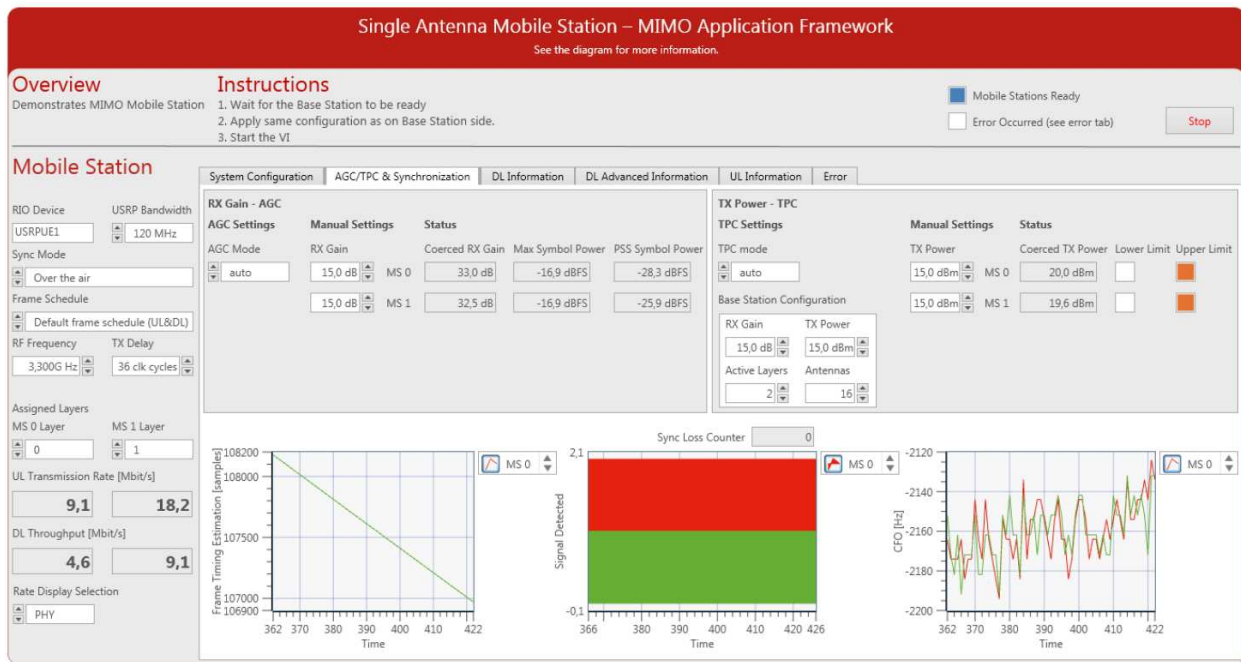 Single Antenna Mobile Station – MIMO Application Framework
See the diagram for more information.
Overview
Demonstrates MIMO Mobile Station
Instructions
1. Wait for the Base Station to be ready
2. Apply same configuration as on Base Station side.
3. Start the VI
Mobile Stations Ready
Error Occurred (see error tab)
Stop
Mobile Station
RIO Device USRP Bandwidth
USRPUE1 120 MHz
Sync Mode
Over the air
Frame Schedule
Default frame schedule (UL&DL)
RF Frequency TX Delay
3,300G Hz 36 clk cycles
Assigned Layers
MS 0 Layer MS 1 Layer
0 1
UL Transmission Rate [Mbit/s]
9,1 18,2
DL Throughput [Mbit/s]
4,6 9,1
Rate Display Selection
PHY
System Configuration AGC/TPC & Synchronization DL Information DL Advanced Information UL Information Error
RX Gain - AGC
AGC Settings Manual Settings Status
AGC Mode RX Gain Coerced RX Gain Max Symbol Power PSS Symbol Power
auto 15,0 dB MS 0 33,0 dB -16,9 dBFS -28,3 dBFS
15,0 dB MS 1 32,5 dB -16,9 dBFS -25,9 dBFS
TX Power - TPC
TPC Settings Manual Settings Status
TPC mode TX Power Coerced TX Power Lower Limit Upper Limit
auto 15,0 dBm MS 0 20,0 dBm
Base Station Configuration 15,0 dBm MS 1 19,6 dBm
RX Gain TX Power
15,0 dB 15,0 dBm
Active Layers Antennas
2 16
Sync Loss Counter 0
Frame Timing Estimation [samples]
108200
108000
107500
107000
106900
362 370 380 390 400 410 422
Time
MS 0
Signal Detected
2,1
-0,1
366 380 390 400 410 420 426
Time
MS 0
CFO [Hz]
-2120
-2140
-2160
-2180
-2200
362 370 380 390 400 410 422
Time
MS 0